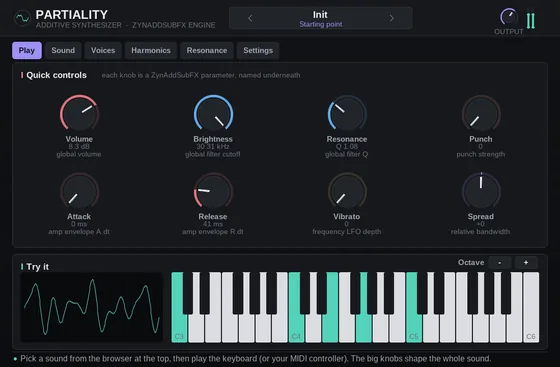 PARTIALITY
ADDITIVE SYNTHESIZER · ZYNADDSUBFX ENGINE
Init
Starting point
OUTPUT
Play Sound Voices Harmonics Resonance Settings
Quick controls each knob is a ZynAddSubFX parameter, named underneath
Volume Brightness Resonance Punch
8.3 dB 30.31 kHz Q 1.08 0
global volume global filter cutoff global filter Q punch strength
Attack Release Vibrato Spread
0 ms 41 ms 0 +0
amp envelope A.dt amp envelope R.dt frequency LFO depth relative bandwidth
Try it Octave - +
C3 C4 C5 C6
Pick a sound from the browser at the top, then play the keyboard (or your MIDI controller). The big knobs shape the whole sound.